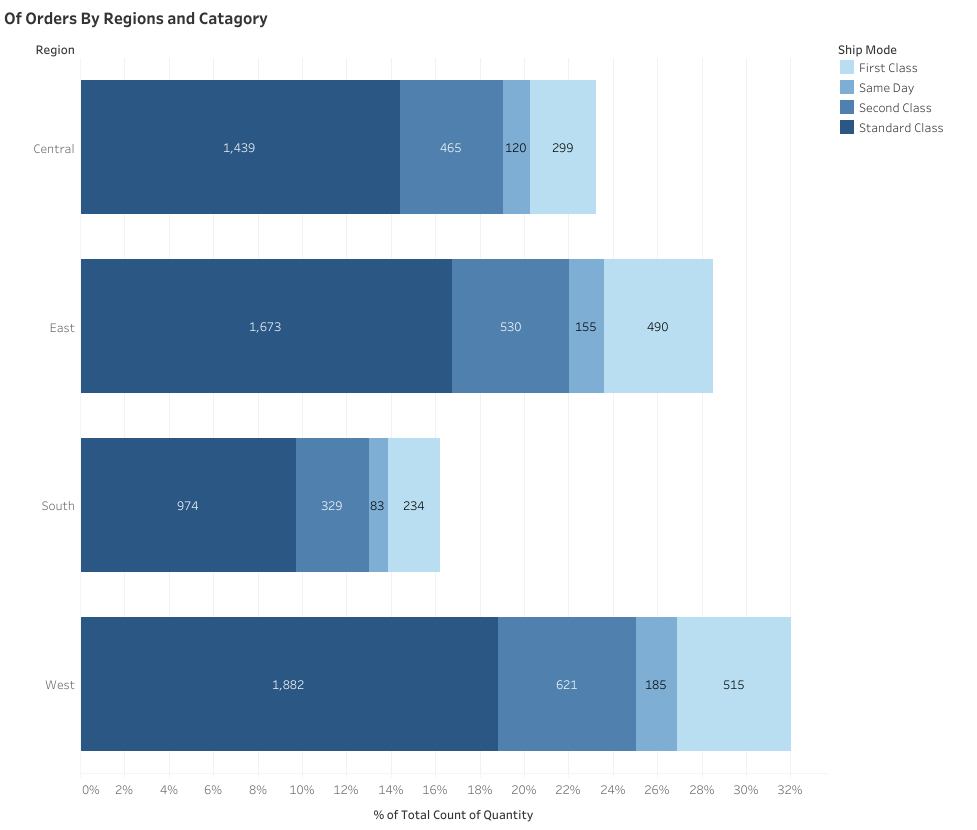 Of Orders By Regions and Catagory
Region
Ship Mode
First Class
Same Day
Second Class
Standard Class
Central
1,439
465
120
299
East
1,673
530
155
490
South
974
329
83
234
West
1,882
621
185
515
0% 2% 4% 6% 8% 10% 12% 14% 16% 18% 20% 22% 24% 26% 28% 30% 32%
% of Total Count of Quantity